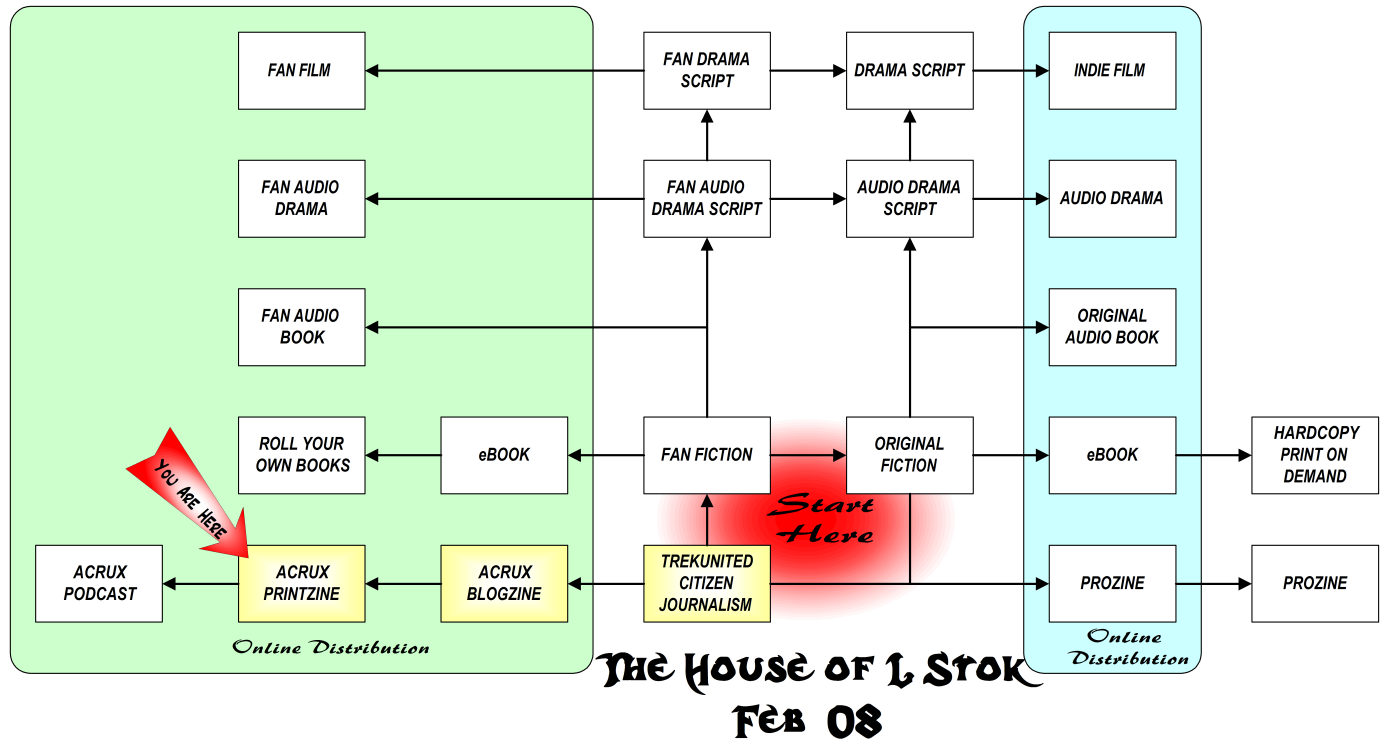 FAN FILM
FAN DRAMA
SCRIPT
DRAMA SCRIPT
INDIE FILM
FAN AUDIO
DRAMA
FAN AUDIO
DRAMA SCRIPT
AUDIO DRAMA
SCRIPT
AUDIO DRAMA
FAN AUDIO
BOOK
ORIGINAL
AUDIO BOOK
ROLL YOUR
OWN BOOKS
eBOOK
FAN FICTION
ORIGINAL
FICTION
eBOOK
HARDCOPY
PRINT ON
DEMAND
YOU ARE HERE
Start
Here
ACRUX
PODCAST
ACRUX
PRINTZINE
ACRUX
BLOGZINE
TREKUNITED
CITIZEN
JOURNALISM
PROZINE
PROZINE
Online Distribution
Online
Distribution
THE HOUSE OF L STOK
FEB 08